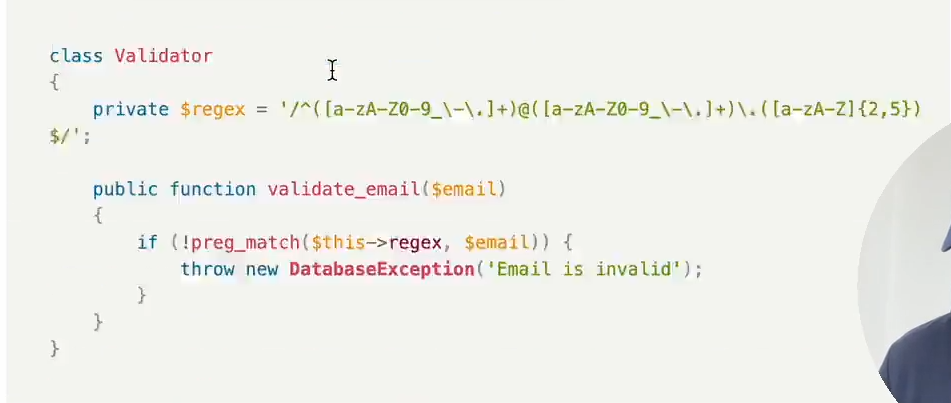 class Validator
{
private $regex = '/^([a-zA-Z0-9_\-\.]+)@([a-zA-Z0-9_\-\.]+)\.([a-zA-Z]{2,5})
$/';
public function validate_email($email)
{
if (!preg_match($this->regex, $email)) {
throw new DatabaseException('Email is invalid');
}
}
}